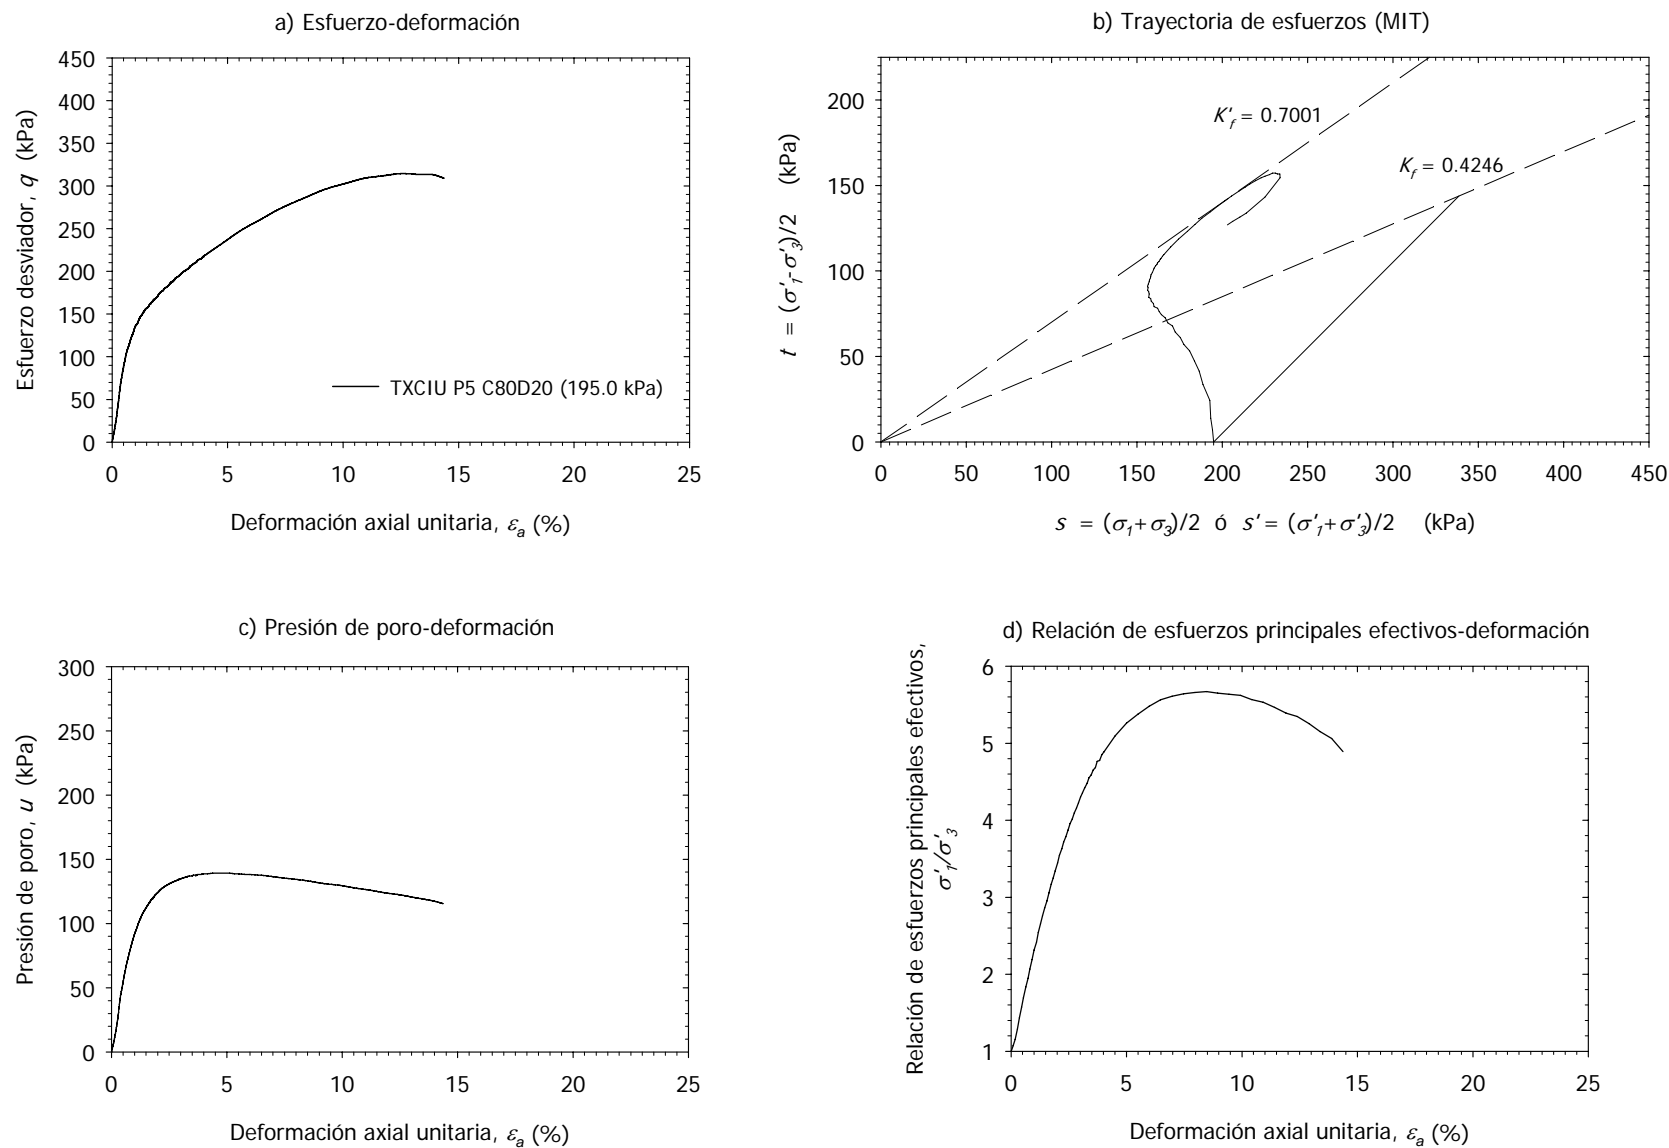 a) Esfuerzo-deformación
450
400
350
300
250
200
150
100
50
0
Esfuerzo desviador, q (kPa)
TXCIU P5 C80D20 (195.0 kPa)
0 5 10 15 20 25
Deformación axial unitaria, εa (%)
b) Trayectoria de esfuerzos (MIT)
200
150
100
50
0
t = (σ'1-σ'3)/2 (kPa)
K'f = 0.7001
Kf = 0.4246
0 50 100 150 200 250 300 350 400 450
s = (σ1+σ3)/2 ó s' = (σ'1+σ'3)/2 (kPa)
c) Presión de poro-deformación
300
250
200
150
100
50
0
Presión de poro, u (kPa)
0 5 10 15 20 25
Deformación axial unitaria, εa (%)
d) Relación de esfuerzos principales efectivos-deformación
6
5
4
3
2
1
Relación de esfuerzos principales efectivos,
σ'1/σ'3
0 5 10 15 20 25
Deformación axial unitaria, εa (%)